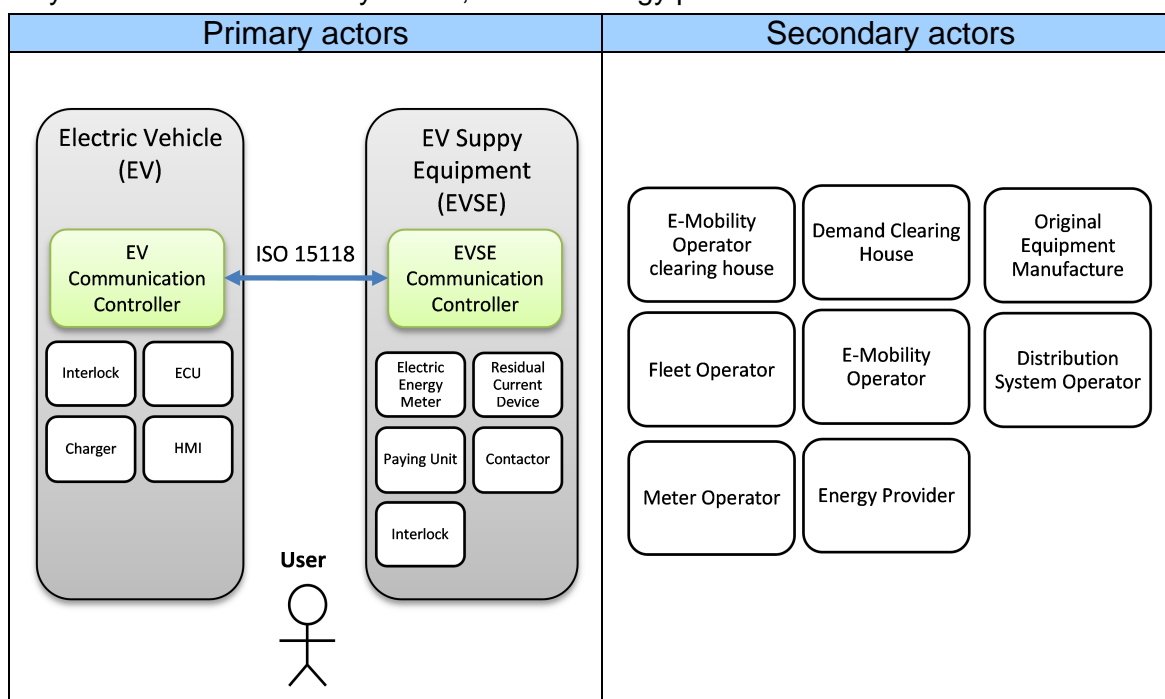 Primary actors
Secondary actors
Electric Vehicle
(EV)
EV
Communication
Controller
Interlock
ECU
Charger
HMI
ISO 15118
EV Suppy
Equipment
(EVSE)
EVSE
Communication
Controller
Electric
Energy
Meter
Residual
Current
Device
Paying Unit
Contactor
Interlock
User
E-Mobility
Operator
clearing house
Demand Clearing
House
Original
Equipment
Manufacture
Fleet Operator
E-Mobility
Operator
Distribution
System Operator
Meter Operator
Energy Provider